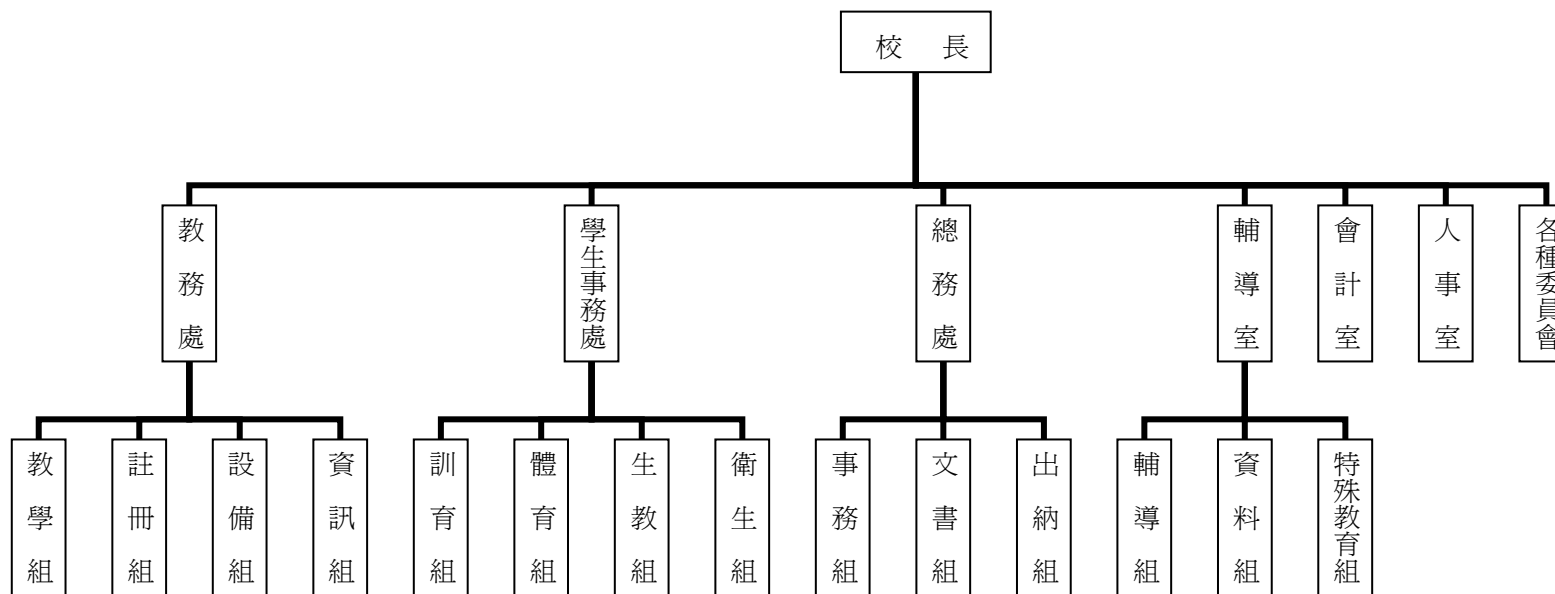 校 長
教務處
學生事務處
總務處
輔導室
會計室
人事室
各種委員會
教學組
註冊組
設備組
資訊組
訓育組
體育組
生教組
衛生組
事務組
文書組
出納組
輔導組
資料組
特殊教育組